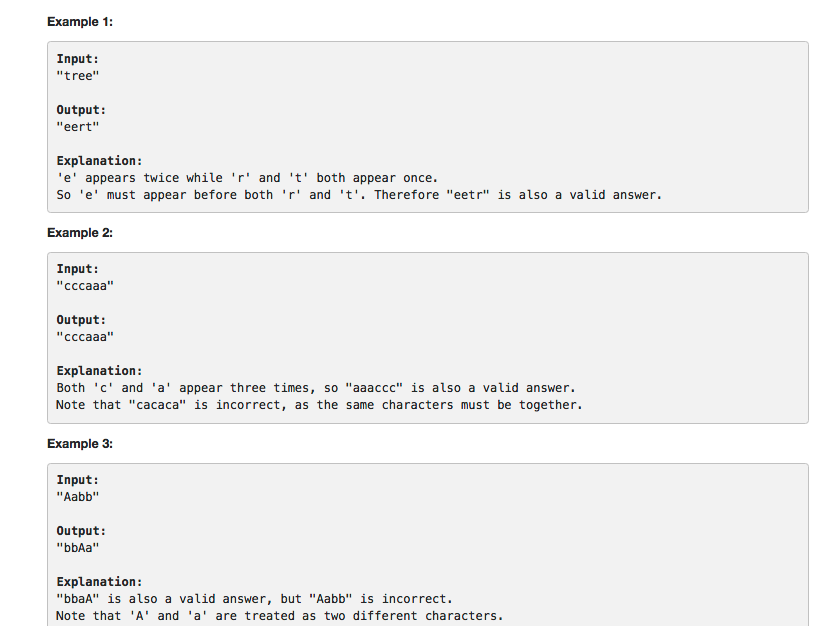 Example 1:
Input:
"tree"
Output:
"eert"
Explanation:
'e' appears twice while 'r' and 't' both appear once.
So 'e' must appear before both 'r' and 't'. Therefore "eetr" is also a valid answer.
Example 2:
Input:
"cccaaa"
Output:
"cccaaa"
Explanation:
Both 'c' and 'a' appear three times, so "aaaccc" is also a valid answer.
Note that "cacaca" is incorrect, as the same characters must be together.
Example 3:
Input:
"Aabb"
Output:
"bbAa"
Explanation:
"bbaA" is also a valid answer, but "Aabb" is incorrect.
Note that 'A' and 'a' are treated as two different characters.